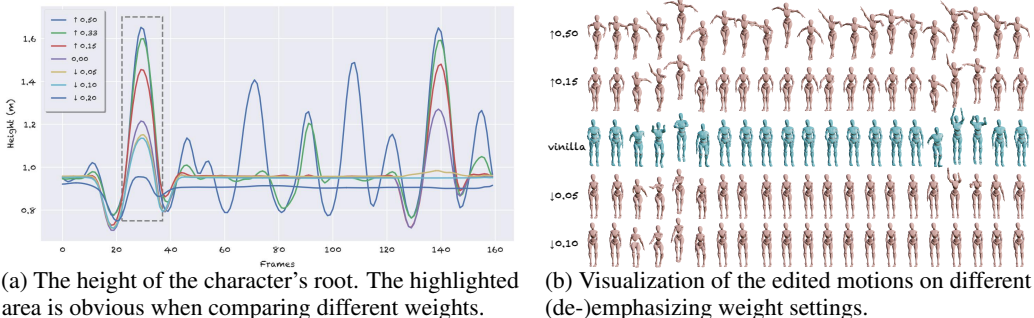 ↑ 0.50
↑ 0.33
↑ 0.15
0.00
↓ 0.05
↓ 0.10
↓ 0.20
1.6
1.4
1.2
1.0
0.8
Height (m)
0 20 40 60 80 100 120 140 160
Frames
↑0.50
↑0.15
vinilla
↓0.05
↓0.10
(a) The height of the character's root. The highlighted
area is obvious when comparing different weights.
(b) Visualization of the edited motions on different
(de-)emphasizing weight settings.